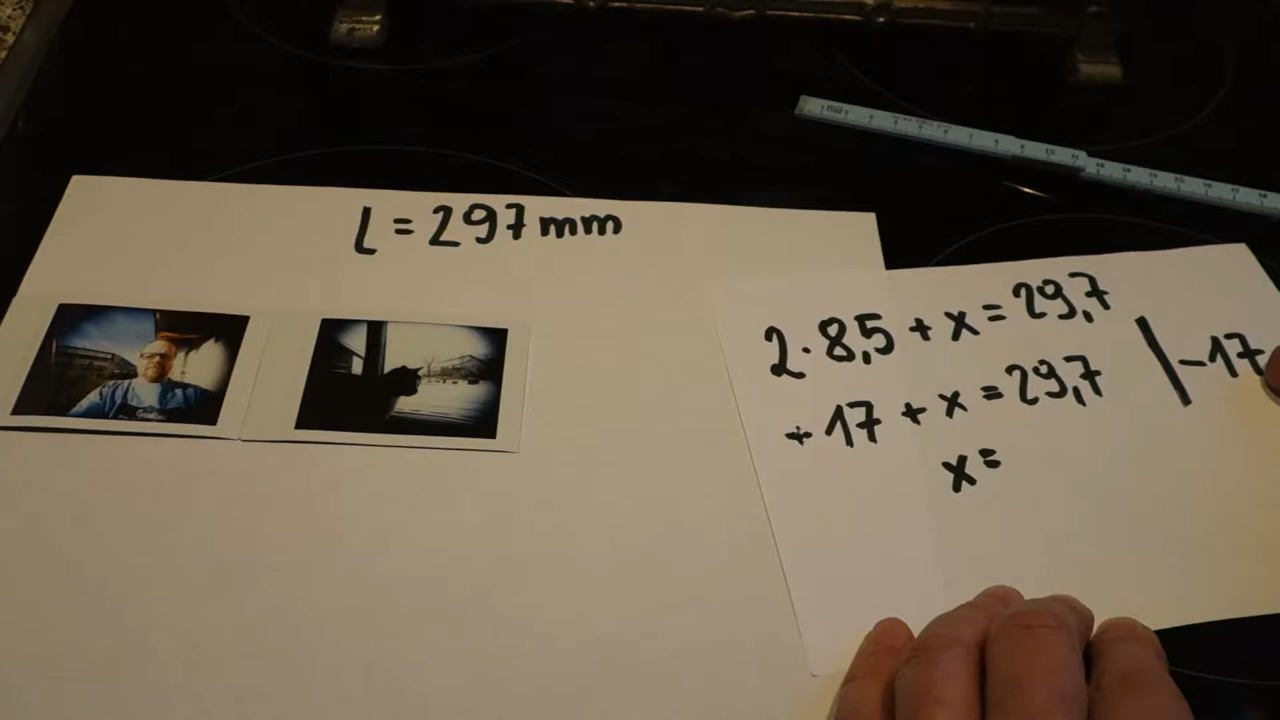 L = 297 mm
2 · 8,5 + x = 29,7
+ 17 + x = 29,7 | -17
x =